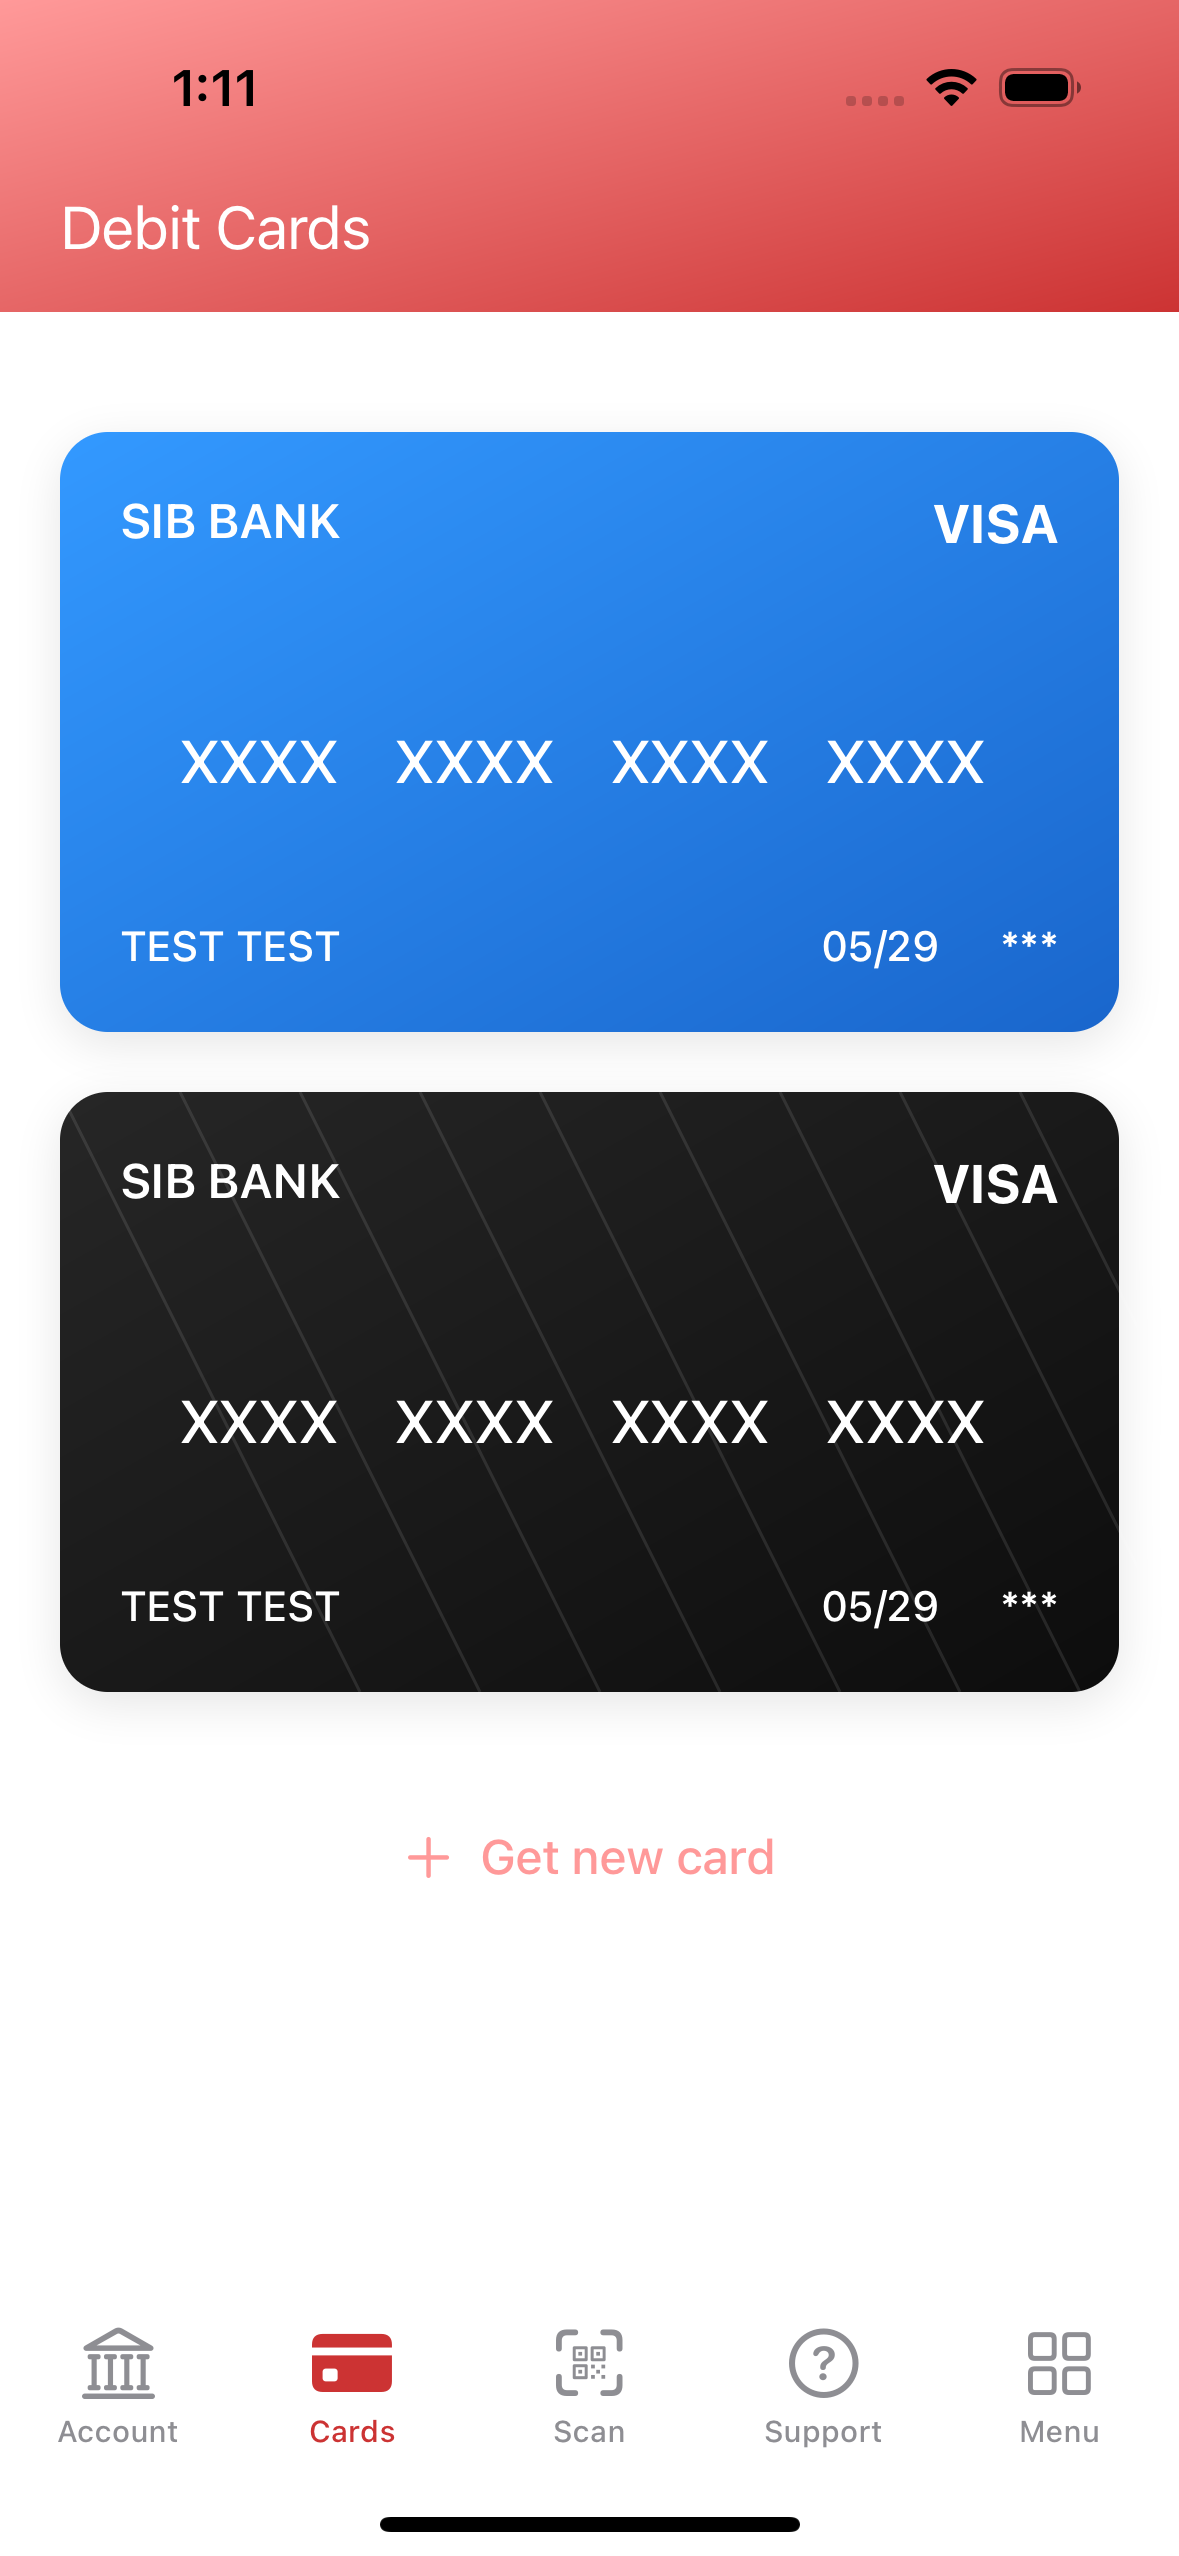 1:11
Debit Cards
SIB BANK VISA
XXXX XXXX XXXX XXXX
TEST TEST 05/29 ***
SIB BANK VISA
XXXX XXXX XXXX XXXX
TEST TEST 05/29 ***
+ Get new card
Account Cards Scan Support Menu